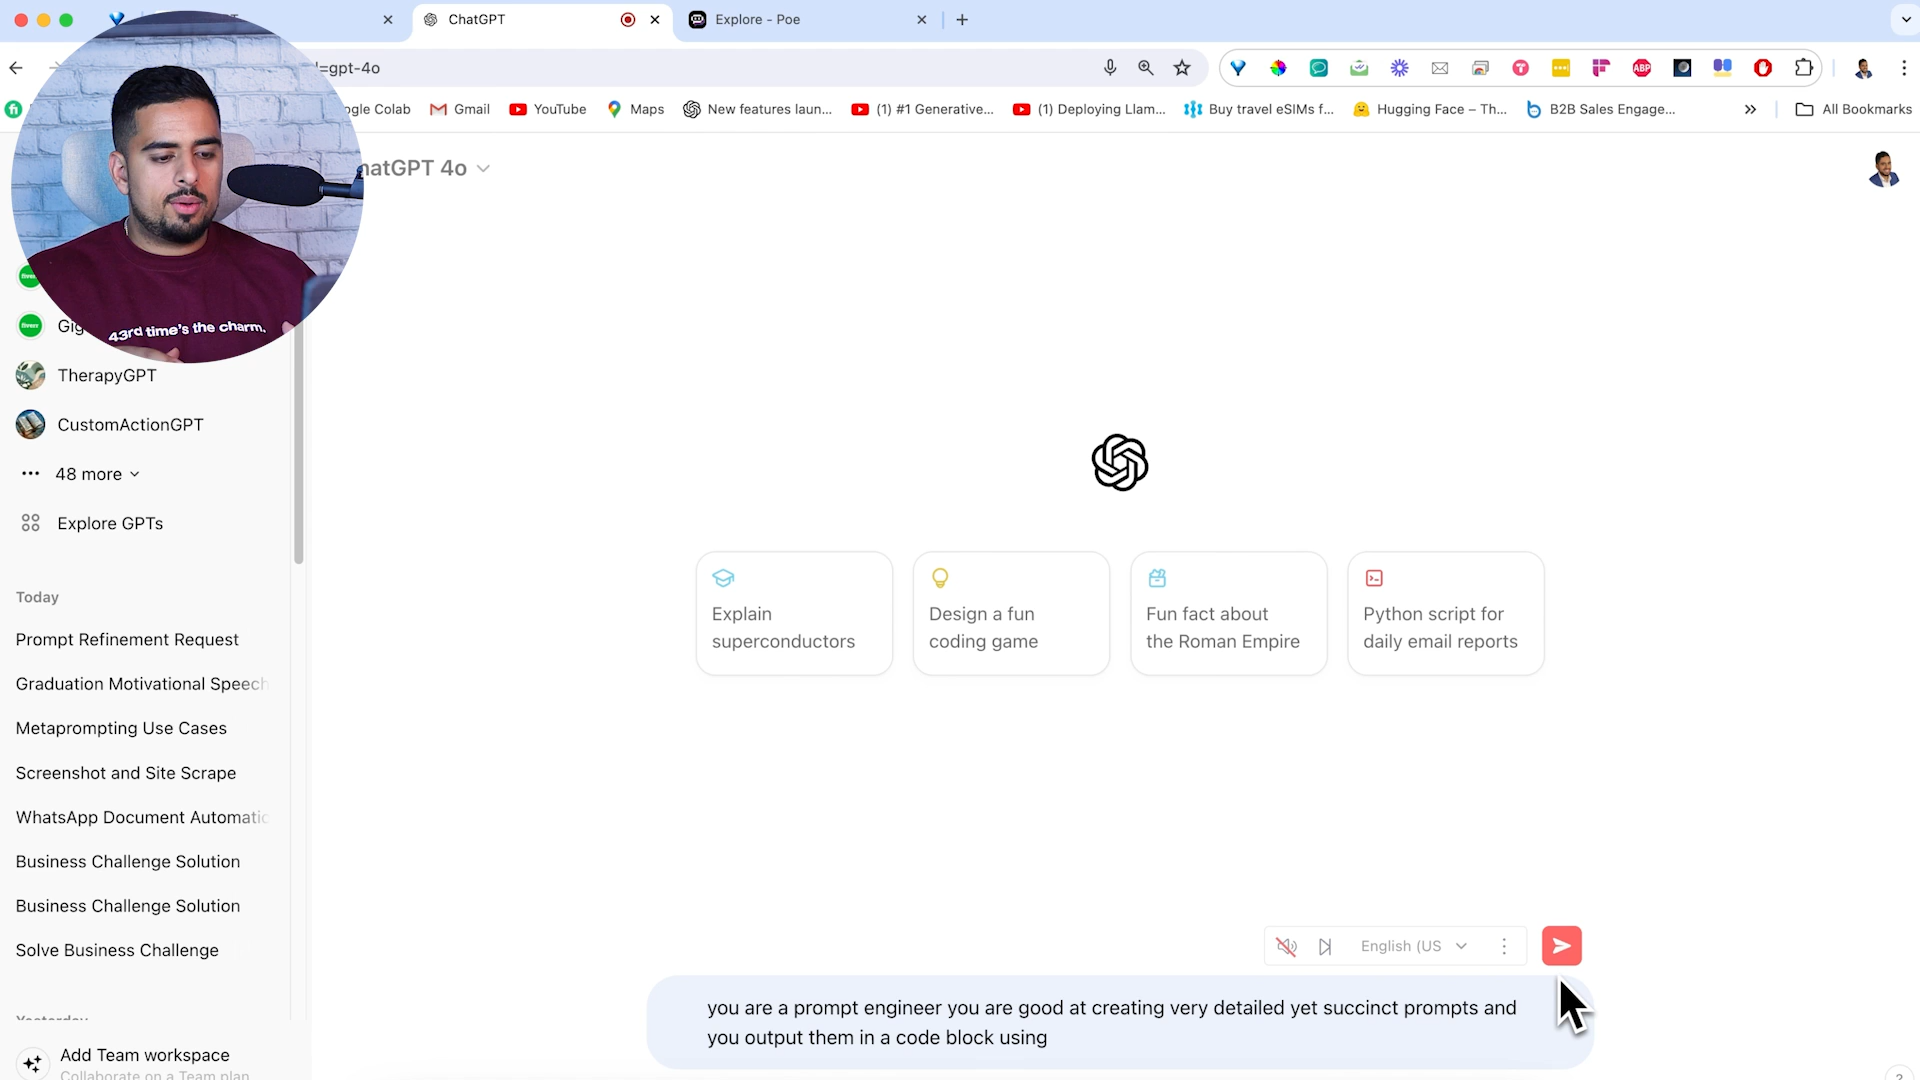 ChatGPT
Explore - Poe
=gpt-4o
ogle Colab
Gmail
YouTube
Maps
New features laun...
(1) #1 Generative...
(1) Deploying Llam...
Buy travel eSIMs f...
Hugging Face – Th...
B2B Sales Engage...
All Bookmarks
hatGPT 4o
43rd time's the charm.
Gig
TherapyGPT
CustomActionGPT
48 more
Explore GPTs
Today
Prompt Refinement Request
Graduation Motivational Speech
Metaprompting Use Cases
Screenshot and Site Scrape
WhatsApp Document Automatic
Business Challenge Solution
Business Challenge Solution
Solve Business Challenge
Yesterday
Add Team workspace
Collaborate on a Team plan
Explain
superconductors
Design a fun
coding game
Fun fact about
the Roman Empire
Python script for
daily email reports
English (US
you are a prompt engineer you are good at creating very detailed yet succinct prompts and
you output them in a code block using
ABP
?